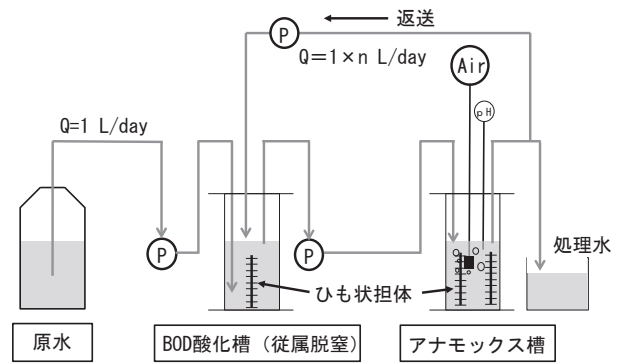 返送
P
Q＝1×n L/day
Air
pH
Q=1 L/day
P
P
処理水
ひも状担体
原水
BOD酸化槽（従属脱窒）
アナモックス槽